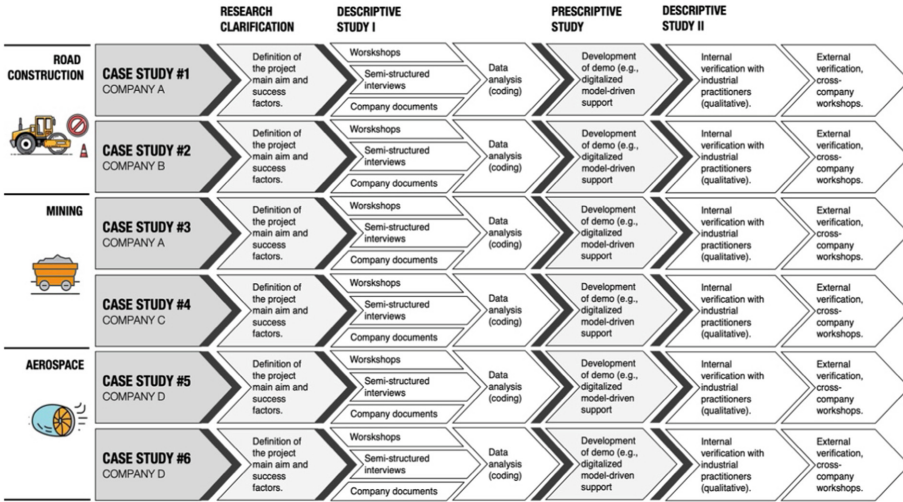 RESEARCH
CLARIFICATION
DESCRIPTIVE
STUDY I
PRESCRIPTIVE
STUDY
DESCRIPTIVE
STUDY II
ROAD
CONSTRUCTION
CASE STUDY #1
COMPANY A
Definition of
the project
main aim and
success
factors.
Worskshops
Semi-structured
interviews
Company documents
Data
analysis
(coding)
Development
of demo (e.g.,
digitalized
model-driven
support
Internal
verification with
industrial
practitioners
(qualitative).
External
verification,
cross-
company
workshops.
CASE STUDY #2
COMPANY B
Definition of
the project
main aim and
success
factors.
Worskshops
Semi-structured
interviews
Company documents
Data
analysis
(coding)
Development
of demo (e.g.,
digitalized
model-driven
support
Internal
verification with
industrial
practitioners
(qualitative).
External
verification,
cross-
company
workshops.
MINING
CASE STUDY #3
COMPANY A
Definition of
the project
main aim and
success
factors.
Worskshops
Semi-structured
interviews
Company documents
Data
analysis
(coding)
Development
of demo (e.g.,
digitalized
model-driven
support
Internal
verification with
industrial
practitioners
(qualitative).
External
verification,
cross-
company
workshops.
CASE STUDY #4
COMPANY C
Definition of
the project
main aim and
success
factors.
Worskshops
Semi-structured
interviews
Company documents
Data
analysis
(coding)
Development
of demo (e.g.,
digitalized
model-driven
support
Internal
verification with
industrial
practitioners
(qualitative).
External
verification,
cross-
company
workshops.
AEROSPACE
CASE STUDY #5
COMPANY D
Definition of
the project
main aim and
success
factors.
Worskshops
Semi-structured
interviews
Company documents
Data
analysis
(coding)
Development
of demo (e.g.,
digitalized
model-driven
support
Internal
verification with
industrial
practitioners
(qualitative).
External
verification,
cross-
company
workshops.
CASE STUDY #6
COMPANY D
Definition of
the project
main aim and
success
factors.
Worskshops
Semi-structured
interviews
Company documents
Data
analysis
(coding)
Development
of demo (e.g.,
digitalized
model-driven
support
Internal
verification with
industrial
practitioners
(qualitative).
External
verification,
cross-
company
workshops.